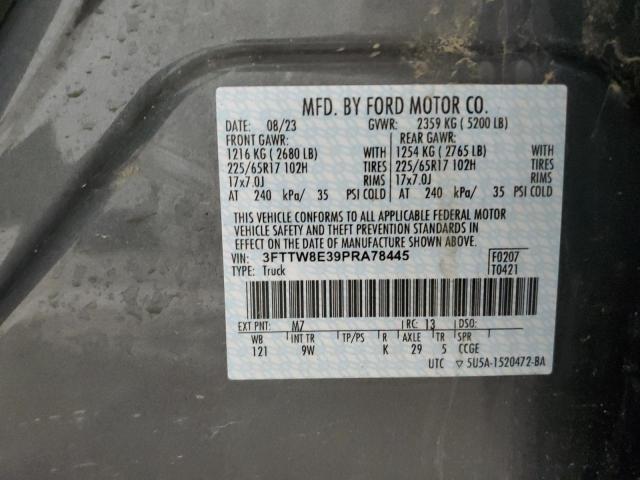 MFD. BY FORD MOTOR CO.
DATE: 08/23 GVWR: 2359 KG ( 5200 LB)
FRONT GAWR: REAR GAWR:
1216 KG ( 2680 LB) WITH 1254 KG ( 2765 LB) WITH
225/65R17 102H TIRES 225/65R17 102H TIRES
17x7.0J RIMS 17x7.0J RIMS
AT 240 kPa/ 35 PSI COLD AT 240 kPa/ 35 PSI COLD
THIS VEHICLE CONFORMS TO ALL APPLICABLE FEDERAL MOTOR
VEHICLE SAFETY AND THEFT PREVENTION STANDARDS IN
EFFECT ON THE DATE OF MANUFACTURE SHOWN ABOVE.
VIN: 3FTTW8E39PRA78445 F0207
TYPE: Truck T0421
EXT PNT: M7 RC: 13 DSO:
WB INT TR TP/PS R AXLE TR SPR
121 9W K 29 5 CCGE
UTC ▽ 5U5A-1520472-BA